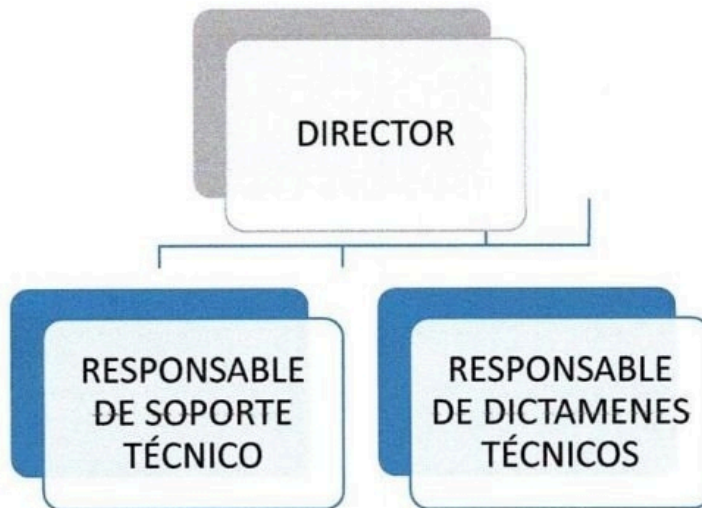 DIRECTOR
RESPONSABLE
DE SOPORTE
TÉCNICO
RESPONSABLE
DE DICTAMENES
TÉCNICOS